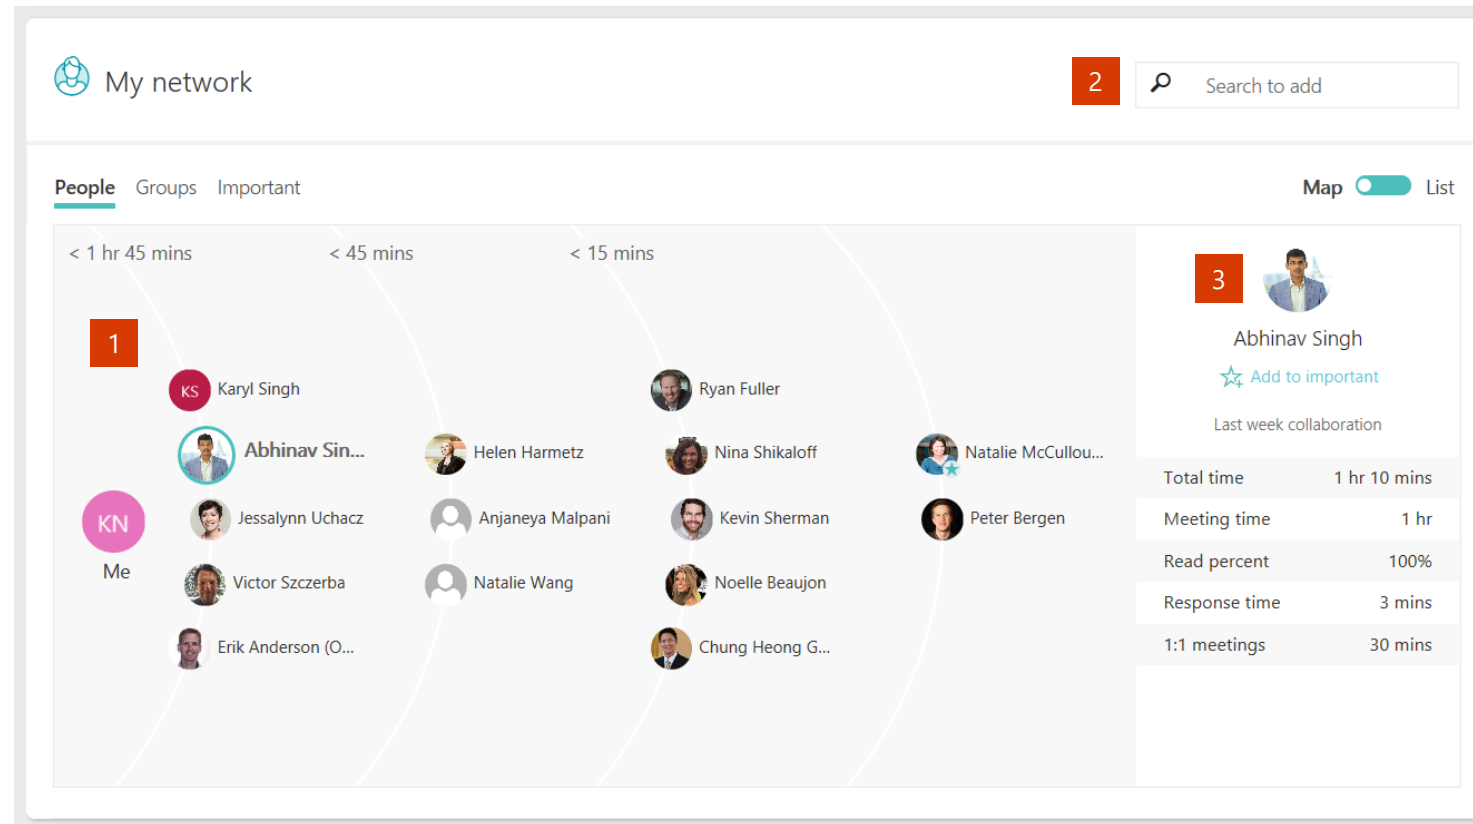 My network
2
Search to add
People Groups Important
Map List
< 1 hr 45 mins < 45 mins < 15 mins
1
KS Karyl Singh
Ryan Fuller
Abhinav Sin...
Helen Harmetz
Nina Shikaloff
Natalie McCullou...
KN
Me
Jessalynn Uchacz
Anjaneya Malpani
Kevin Sherman
Peter Bergen
Victor Szczerba
Natalie Wang
Noelle Beaujon
Erik Anderson (O...
Chung Heong G...
3
Abhinav Singh
Add to important
Last week collaboration
Total time 1 hr 10 mins
Meeting time 1 hr
Read percent 100%
Response time 3 mins
1:1 meetings 30 mins